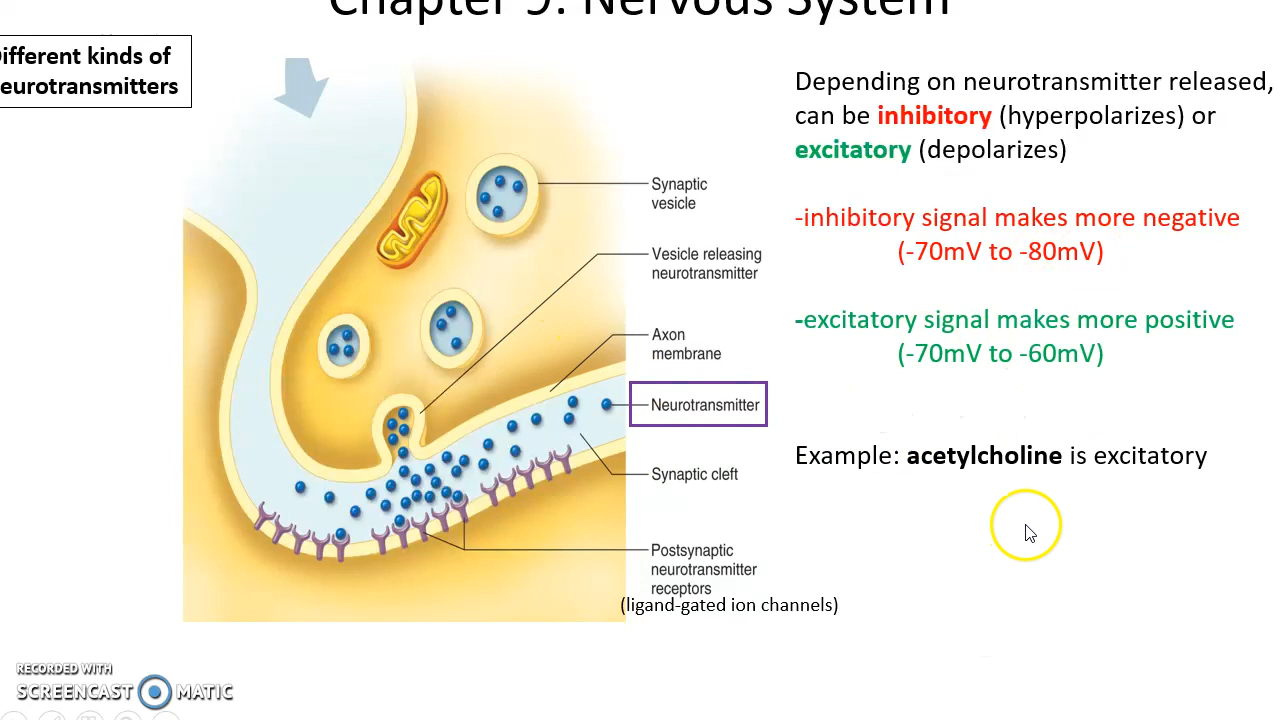 Chapter 9: Nervous System
ifferent kinds of
eurotransmitters
Depending on neurotransmitter released,
can be inhibitory (hyperpolarizes) or
excitatory (depolarizes)
-inhibitory signal makes more negative
(-70mV to -80mV)
-excitatory signal makes more positive
(-70mV to -60mV)
Example: acetylcholine is excitatory
Synaptic
vesicle
Vesicle releasing
neurotransmitter
Axon
membrane
Neurotransmitter
Synaptic cleft
Postsynaptic
neurotransmitter
receptors
(ligand-gated ion channels)
RECORDED WITH
SCREENCAST MATIC